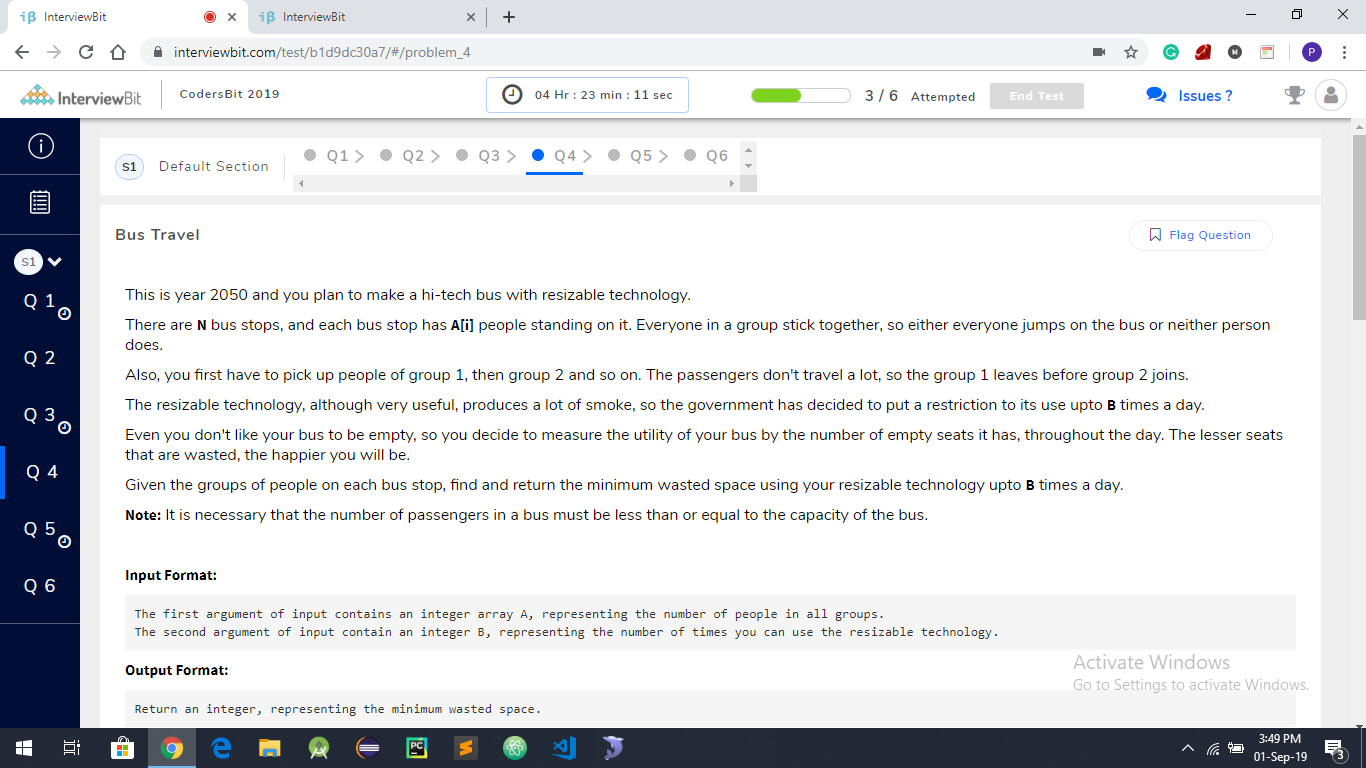 InterviewBit
InterviewBit
interviewbit.com/test/b1d9dc30a7/#/problem_4
P
InterviewBit
CodersBit 2019
04 Hr : 23 min : 11 sec
3 / 6 Attempted
End Test
Issues ?
S1 Default Section
Q1 Q2 Q3 Q4 Q5 Q6
S1
Q 1
Q 2
Q 3
Q 4
Q 5
Q 6
Bus Travel
Flag Question
This is year 2050 and you plan to make a hi-tech bus with resizable technology.
There are N bus stops, and each bus stop has A[i] people standing on it. Everyone in a group stick together, so either everyone jumps on the bus or neither person
does.
Also, you first have to pick up people of group 1, then group 2 and so on. The passengers don't travel a lot, so the group 1 leaves before group 2 joins.
The resizable technology, although very useful, produces a lot of smoke, so the government has decided to put a restriction to its use upto B times a day.
Even you don't like your bus to be empty, so you decide to measure the utility of your bus by the number of empty seats it has, throughout the day. The lesser seats
that are wasted, the happier you will be.
Given the groups of people on each bus stop, find and return the minimum wasted space using your resizable technology upto B times a day.
Note: It is necessary that the number of passengers in a bus must be less than or equal to the capacity of the bus.
Input Format:
The first argument of input contains an integer array A, representing the number of people in all groups.
The second argument of input contain an integer B, representing the number of times you can use the resizable technology.
Output Format:
Return an integer, representing the minimum wasted space.
Activate Windows
Go to Settings to activate Windows.
PC
3:49 PM
01-Sep-19
3